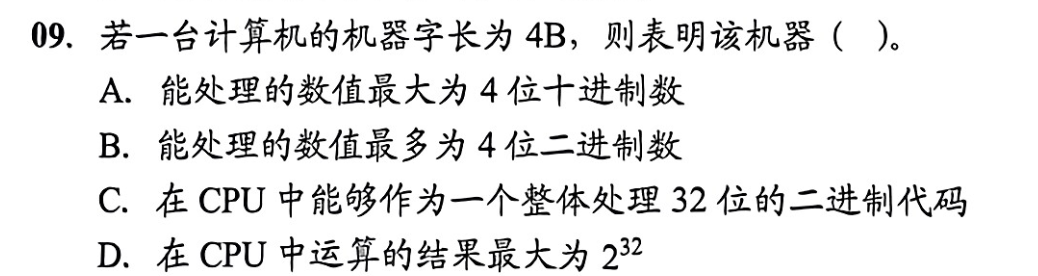 09. 若一台计算机的机器字长为 4B，则表明该机器（　）。
A. 能处理的数值最大为 4 位十进制数
B. 能处理的数值最多为 4 位二进制数
C. 在 CPU 中能够作为一个整体处理 32 位的二进制代码
D. 在 CPU 中运算的结果最大为 2³²